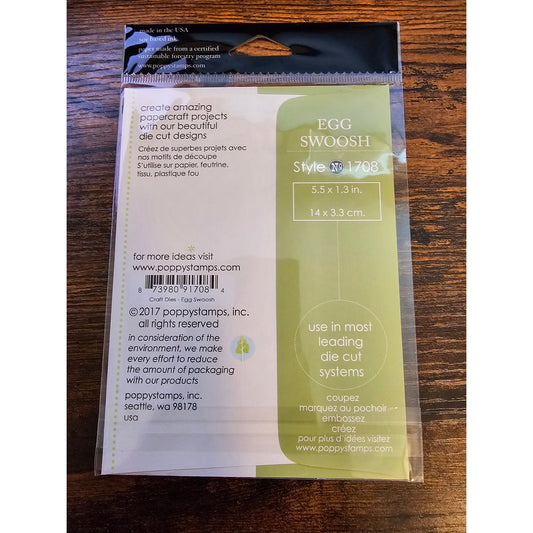 made in the USA
soy based ink
paper made from a certified
sustainable forestry program
www.poppystamps.com
create amazing
papercraft projects
with our beautiful
die cut designs
Créez de superbes projets avec
nos motifs de découpe
S'utilise sur papier, feutrine,
tissu, plastique fou
for more ideas visit
www.poppystamps.com
8 73980 91708 4
Craft Dies - Egg Swoosh
©2017 poppystamps, inc.
all rights reserved
in consideration of the
environment, we make
every effort to reduce
the amount of packaging
with our products
poppystamps, inc.
seattle, wa 98178
usa
EGG
SWOOSH
Style No 1708
5.5 x 1.3 in.
14 x 3.3 cm.
use in most
leading
die cut
systems
coupez
marquez au pochoir
embossez
créez
pour plus d'idées visitez
www.poppystamps.com